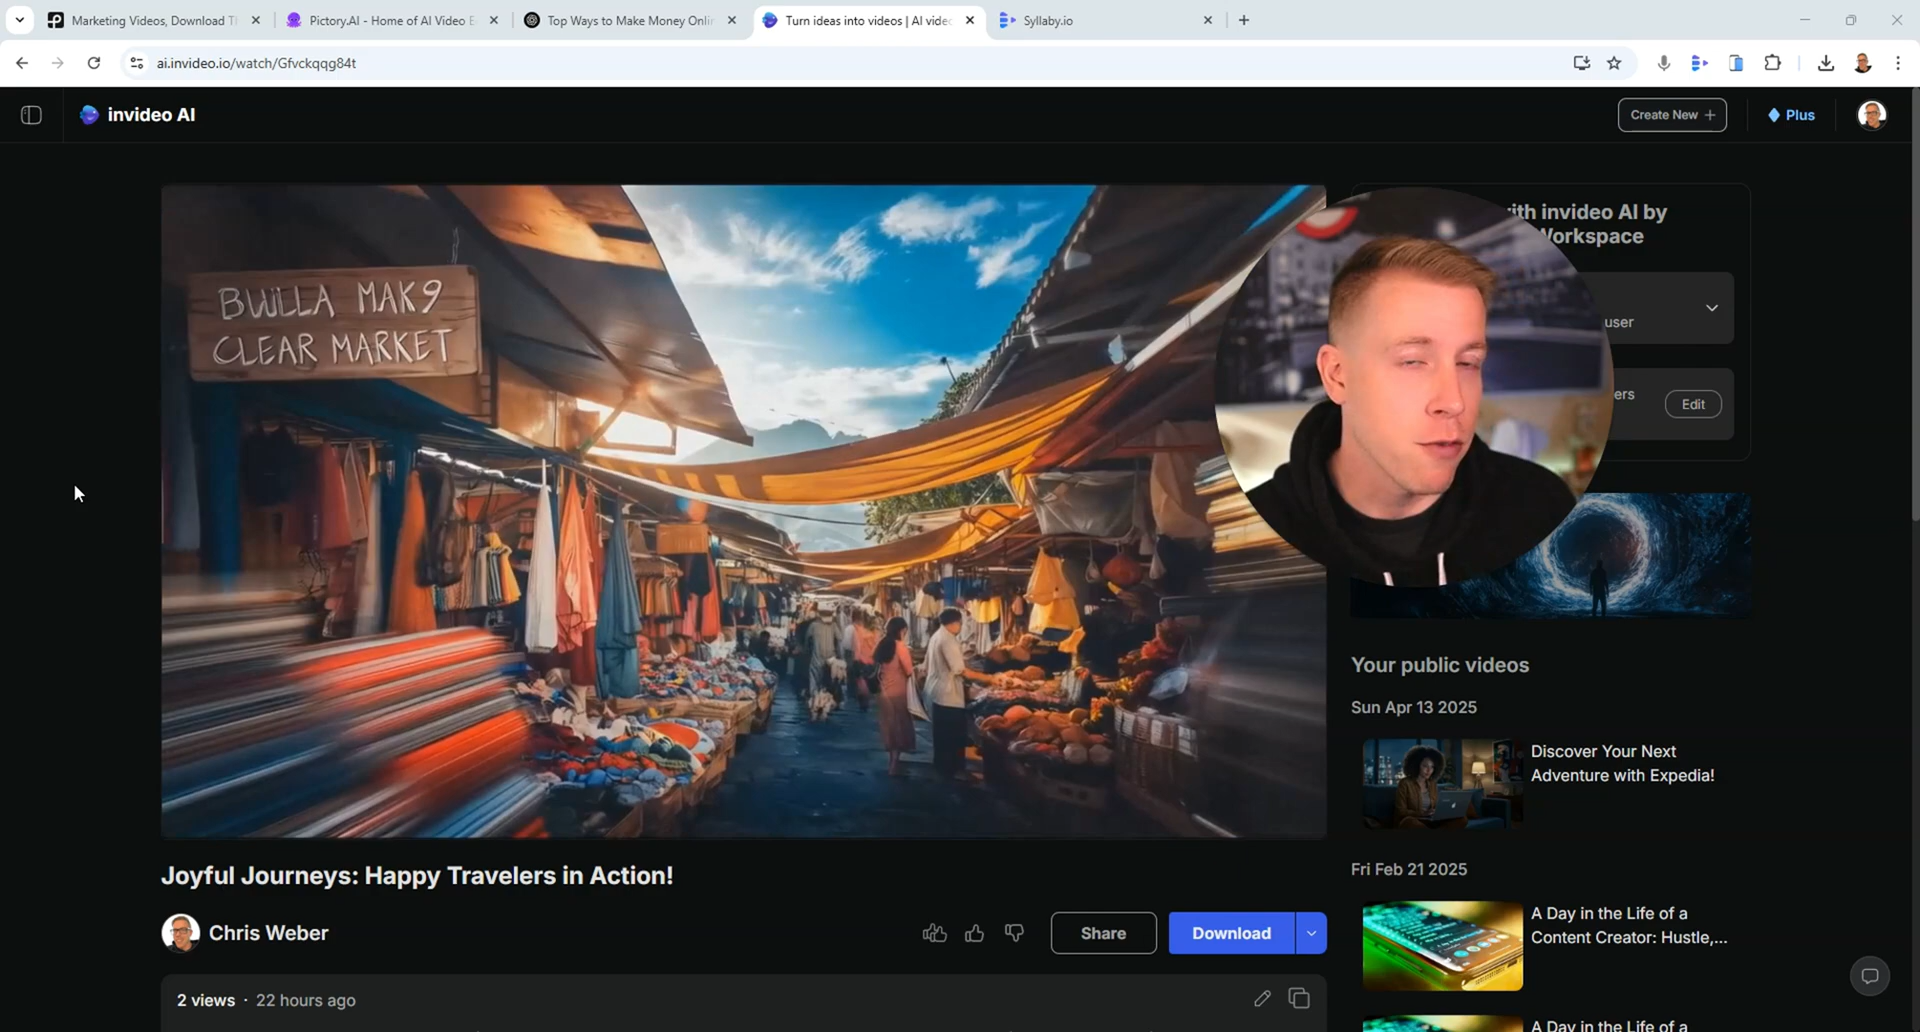 Marketing Videos, Download Th
Pictory.AI - Home of AI Video E
Top Ways to Make Money Onlin
Turn ideas into videos | AI video
Syllaby.io
ai.invideo.io/watch/Gfvckqqg84t
invideo AI
Create New +
Plus
BWLLA MAK9
CLEAR MARKET
ith invideo AI by
Workspace
user
ers
Edit
Your public videos
Sun Apr 13 2025
Discover Your Next
Adventure with Expedia!
Fri Feb 21 2025
A Day in the Life of a
Content Creator: Hustle,...
A Day in the Life of a
Joyful Journeys: Happy Travelers in Action!
Chris Weber
Share
Download
2 views · 22 hours ago